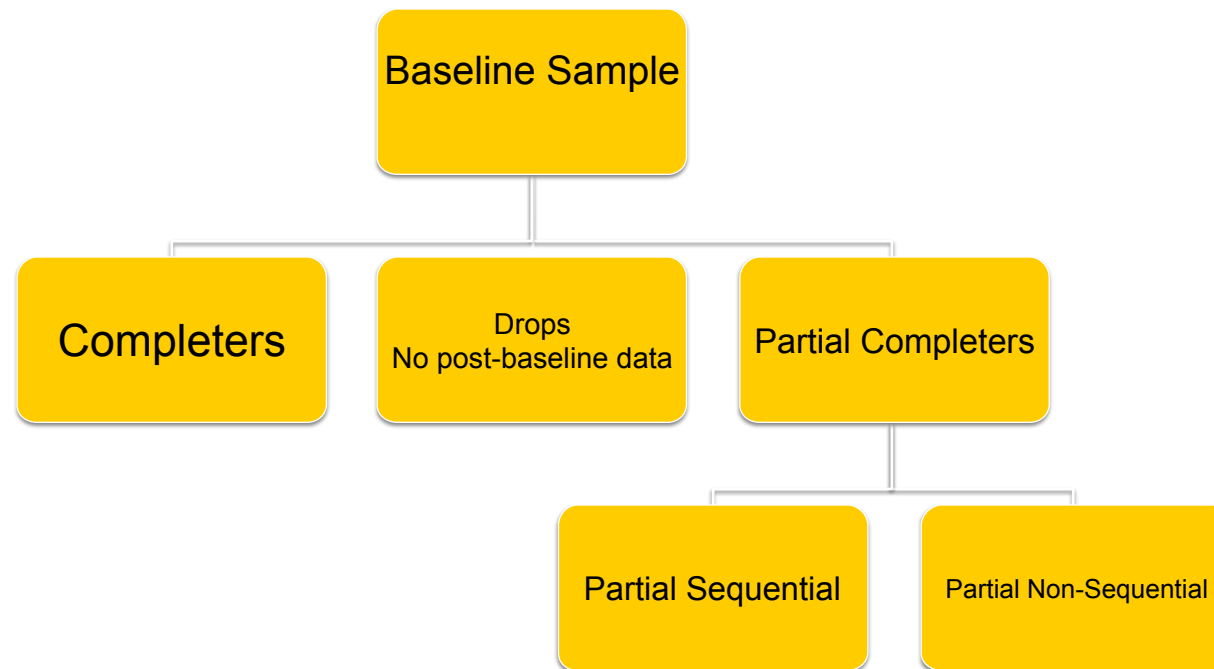 Baseline Sample
Completers
Drops
No post-baseline data
Partial Completers
Partial Sequential
Partial Non-Sequential